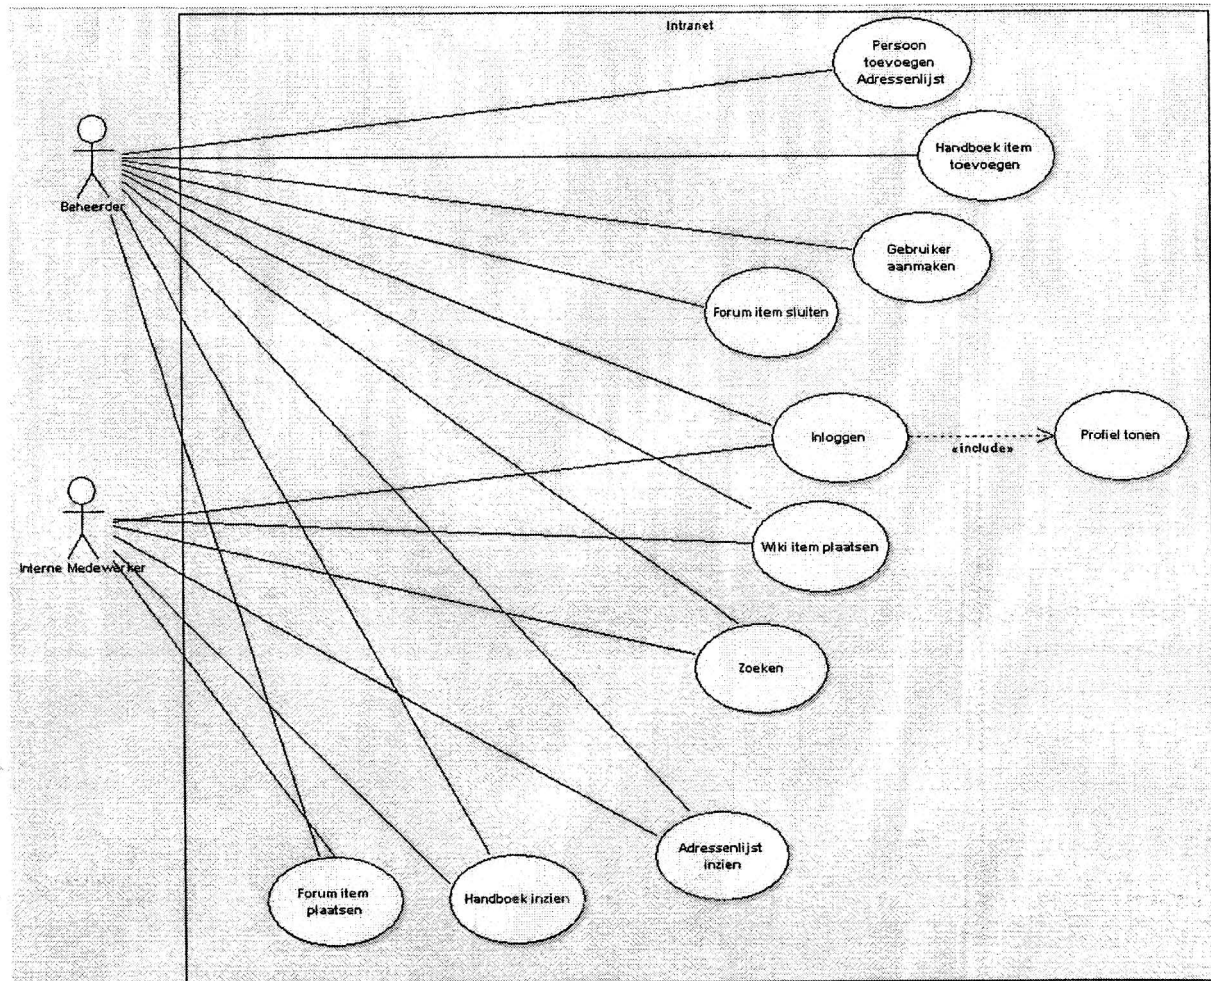 Intranet
Persoon
toevoegen
Adressenlijst
Handboek item
toevoegen
Beheerder
Gebruiker
aanmaken
Forum item sluiten
Inloggen
«include»
Profiel tonen
Interne Medewerker
Wiki item plaatsen
Zoeken
Adressenlijst
inzien
Forum item
plaatsen
Handboek inzien